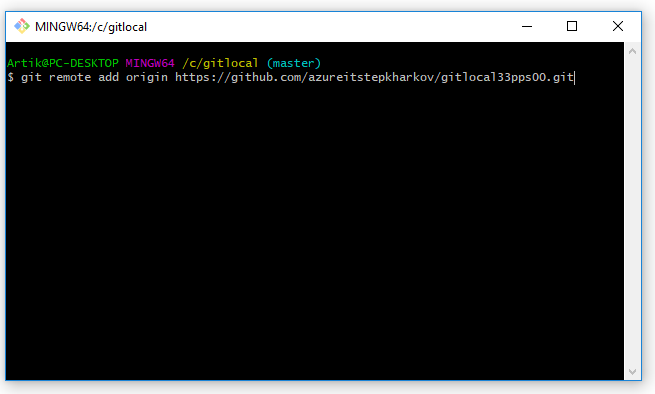 MINGW64:/c/gitlocal
Artik@PC-DESKTOP MINGW64 /c/gitlocal (master)
$ git remote add origin https://github.com/azureitstepkharkov/gitlocal33pps00.git